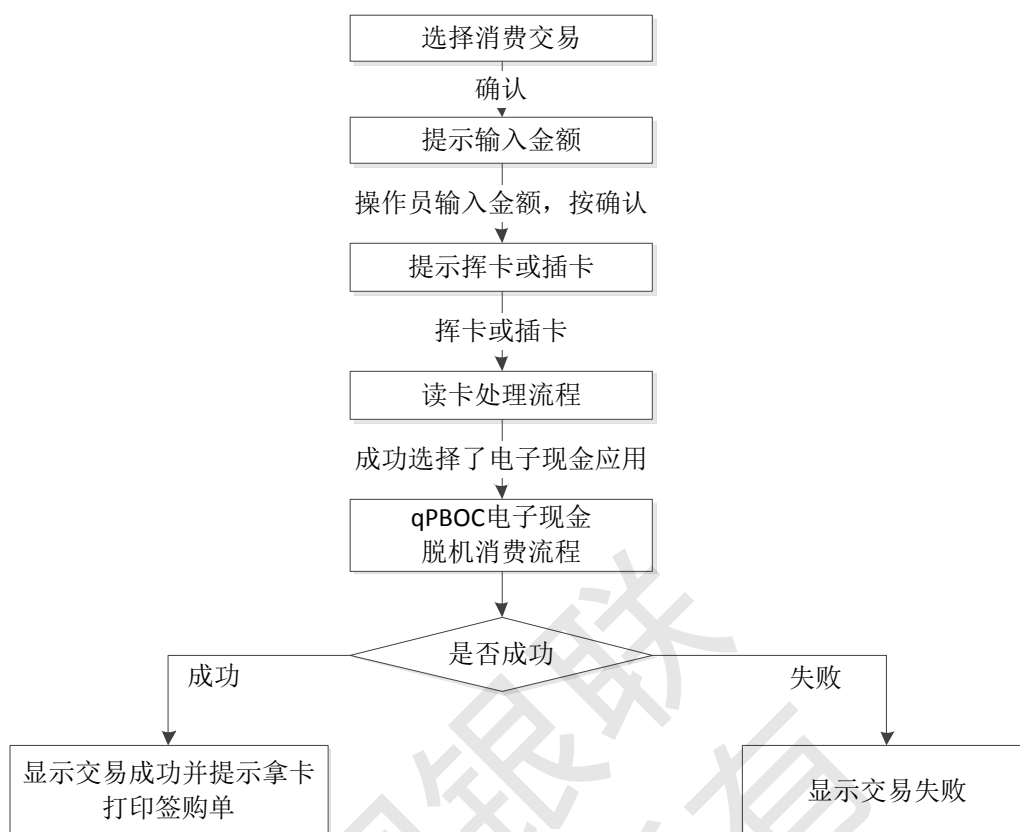 选择消费交易
确认
提示输入金额
操作员输入金额，按确认
提示挥卡或插卡
挥卡或插卡
读卡处理流程
成功选择了电子现金应用
qPBOC电子现金
脱机消费流程
是否成功
成功
失败
显示交易成功并提示拿卡
打印签购单
显示交易失败
银联
有